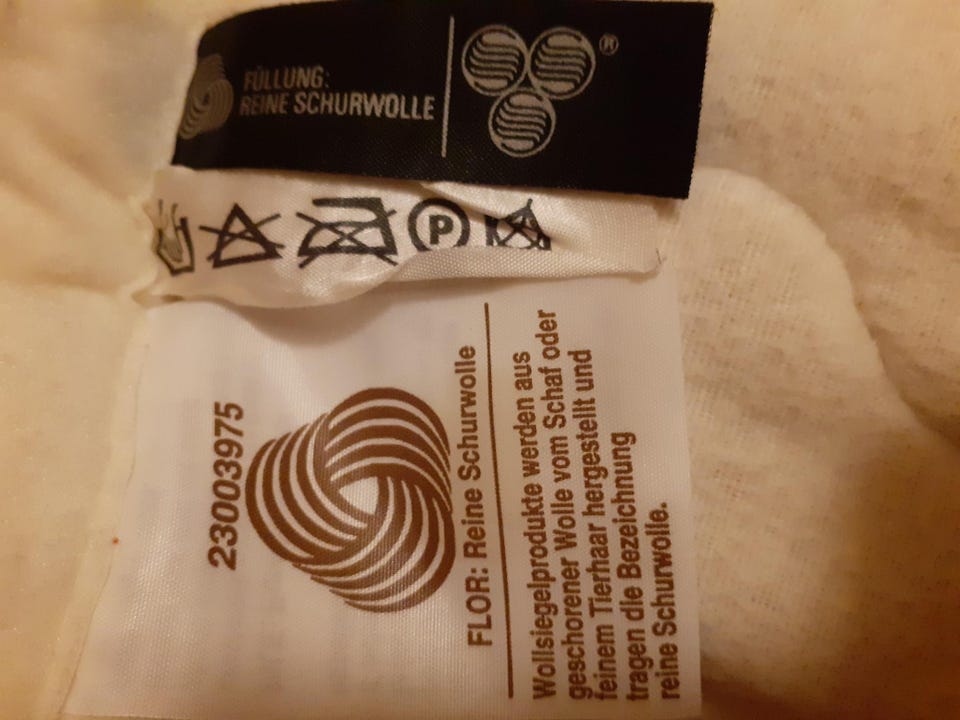 FÜLLUNG:
REINE SCHURWOLLE
®
P
23003975
FLOR: Reine Schurwolle
Wollsiegelprodukte werden aus
geschorener Wolle vom Schaf oder
feinem Tierhaar hergestellt und
tragen die Bezeichnung
reine Schurwolle.